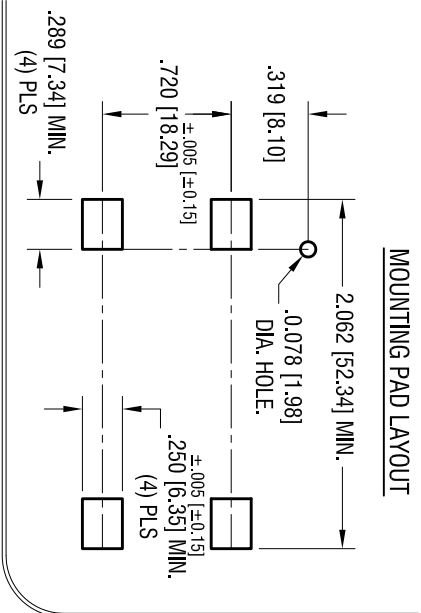 MOUNTING PAD LAYOUT
2.062 [52.34] MIN.
.319 [8.10]
.0.078 [1.98]
DIA. HOLE.
.720 [18.29]
±.005 [±0.15]
.289 [7.34] MIN.
(4) PLS
±.005 [±0.15]
.250 [6.35] MIN.
(4) PLS